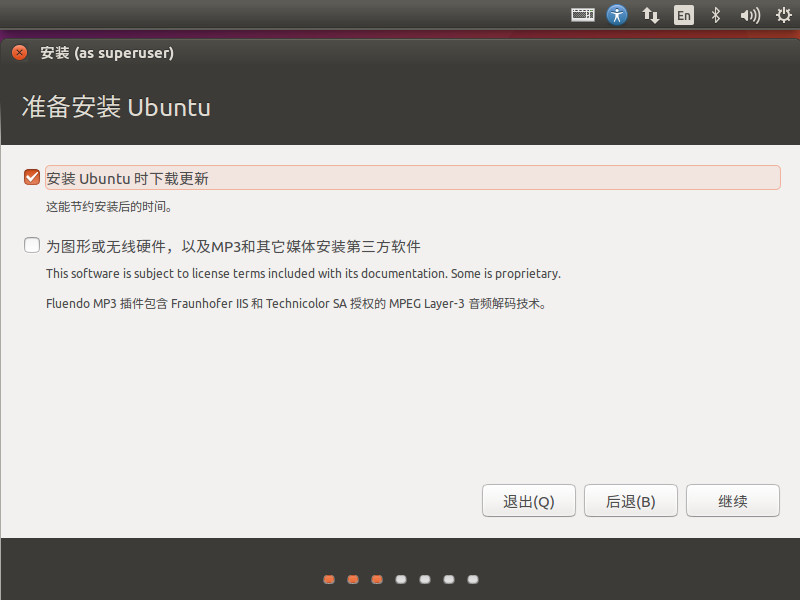 En
安装 (as superuser)
准备安装 Ubuntu
安装 Ubuntu 时下载更新
这能节约安装后的时间。
为图形或无线硬件，以及MP3和其它媒体安装第三方软件
This software is subject to license terms included with its documentation. Some is proprietary.
Fluendo MP3 插件包含 Fraunhofer IIS 和 Technicolor SA 授权的 MPEG Layer-3 音频解码技术。
退出(Q) 后退(B) 继续